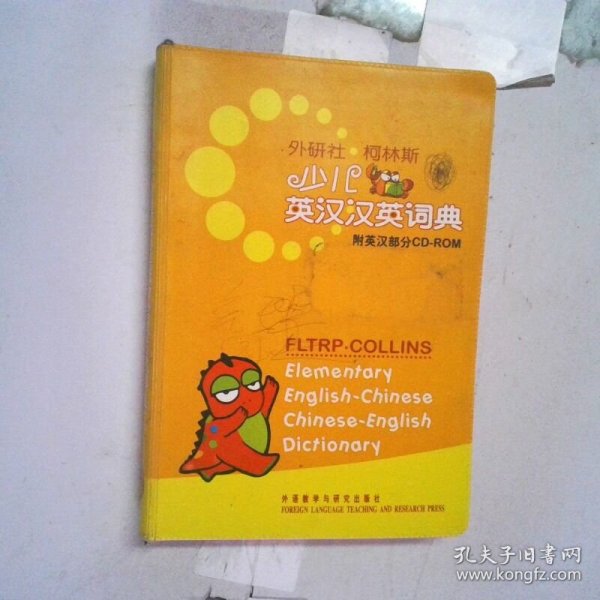 外研社·柯林斯
少儿
英汉汉英词典
附英汉部分CD-ROM
FLTRP·COLLINS
Elementary
English-Chinese
Chinese-English
Dictionary
外语教学与研究出版社
FOREIGN LANGUAGE TEACHING AND RESEARCH PRESS
孔夫子旧书网
www.kongfz.com